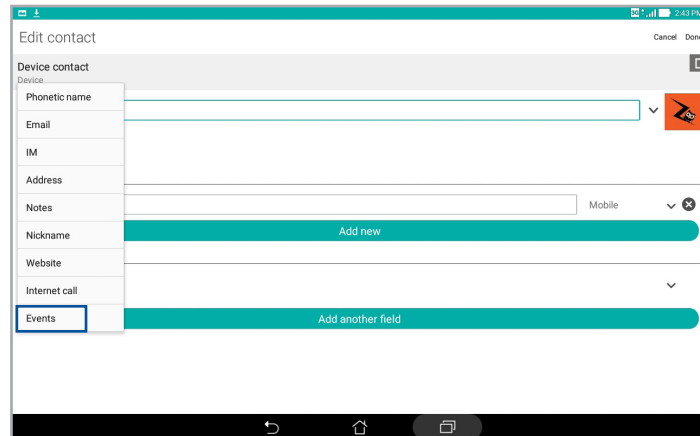 3G 2:43 PM
Edit contact
Cancel Done
Device contact
Device
Phonetic name
Email
IM
Address
Notes
Mobile
Nickname
Add new
Website
Internet call
Events
Add another field